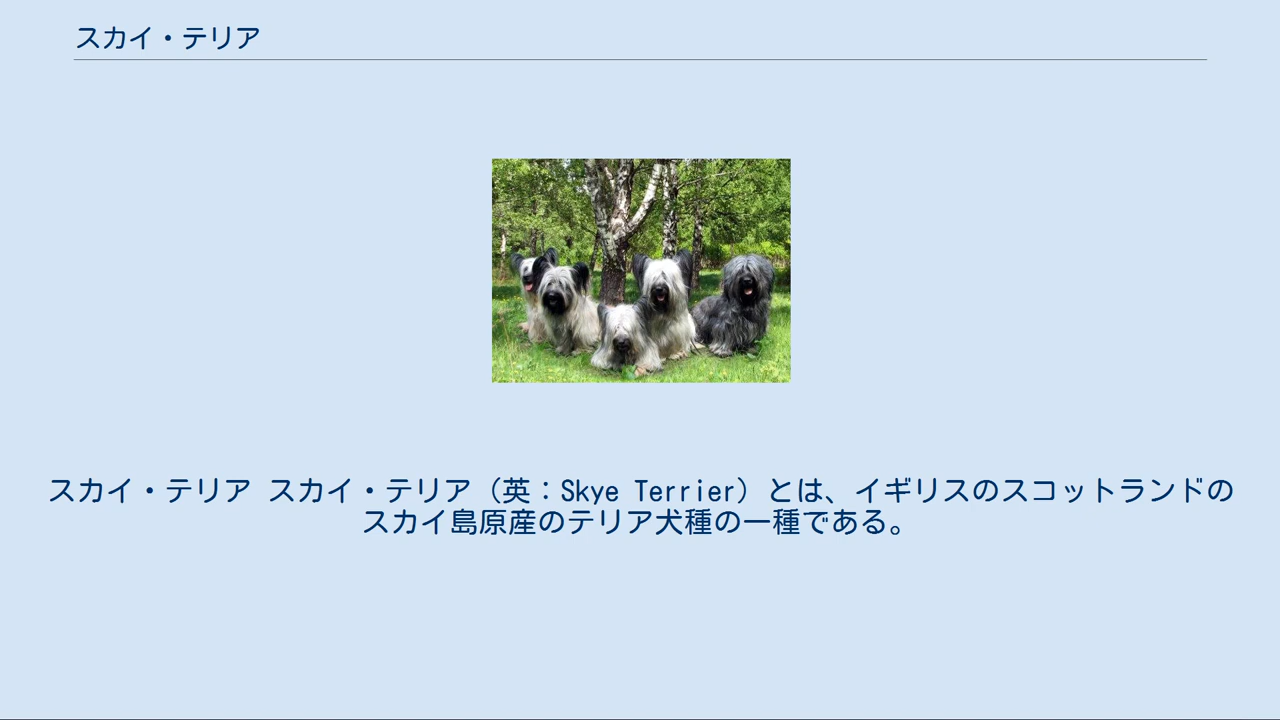 スカイ・テリア
スカイ・テリア スカイ・テリア（英：Skye Terrier）とは、イギリスのスコットランドの
スカイ島原産のテリア犬種の一種である。